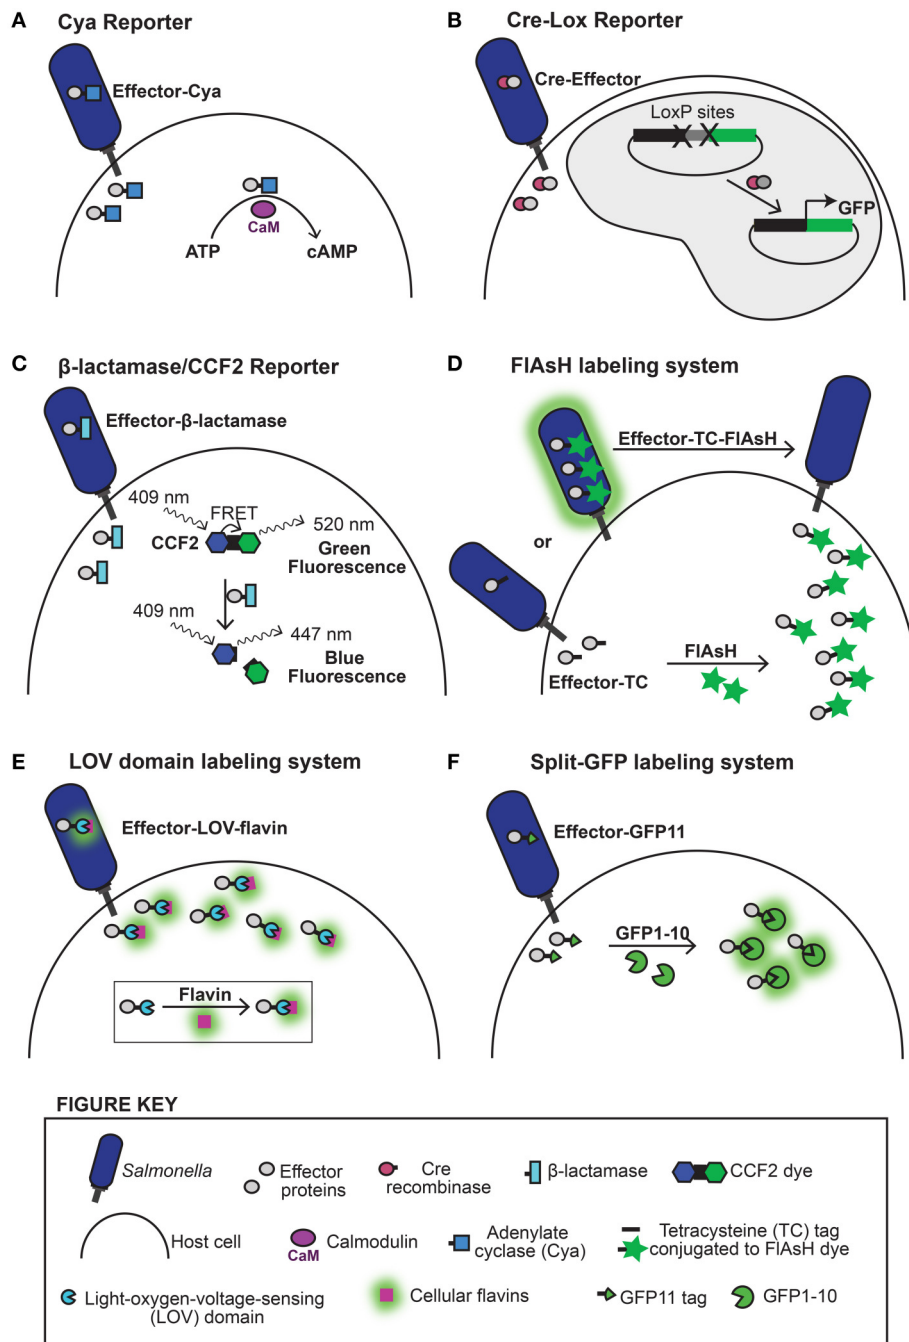 A Cya Reporter
Effector-Cya
ATP
CaM
cAMP
B Cre-Lox Reporter
Cre-Effector
LoxP sites
GFP
C β-lactamase/CCF2 Reporter
Effector-β-lactamase
409 nm
FRET
CCF2
520 nm
Green
Fluorescence
409 nm
447 nm
Blue
Fluorescence
D FlAsH labeling system
Effector-TC-FlAsH
or
Effector-TC
FlAsH
E LOV domain labeling system
Effector-LOV-flavin
Flavin
F Split-GFP labeling system
Effector-GFP11
GFP1-10
FIGURE KEY
Salmonella
Effector
proteins
Cre
recombinase
β-lactamase
CCF2 dye
Host cell
CaM
Calmodulin
Adenylate
cyclase (Cya)
Tetracysteine (TC) tag
conjugated to FlAsH dye
Light-oxygen-voltage-sensing
(LOV) domain
Cellular flavins
GFP11 tag
GFP1-10